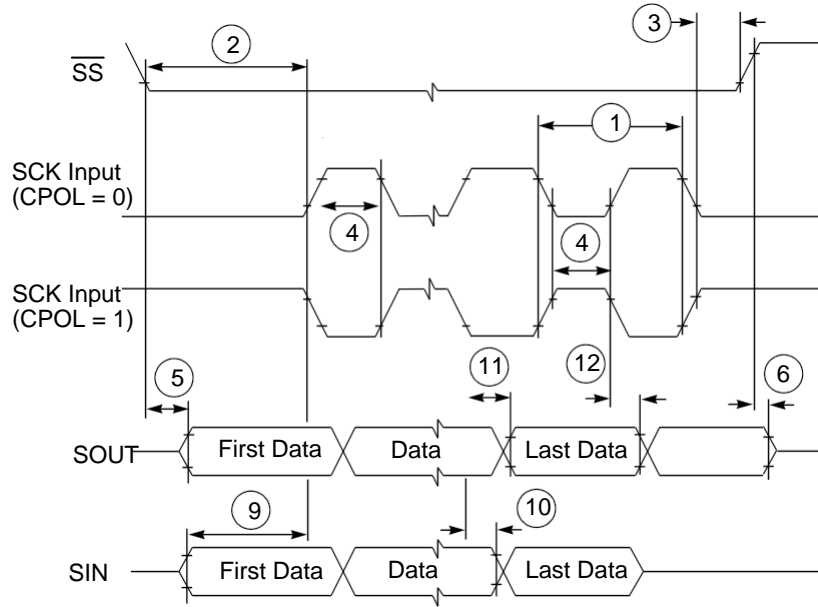 3
2
SS
1
SCK Input
(CPOL = 0)
4
4
SCK Input
(CPOL = 1)
11
12
5
6
SOUT
First Data
Data
Last Data
9
10
SIN
First Data
Data
Last Data